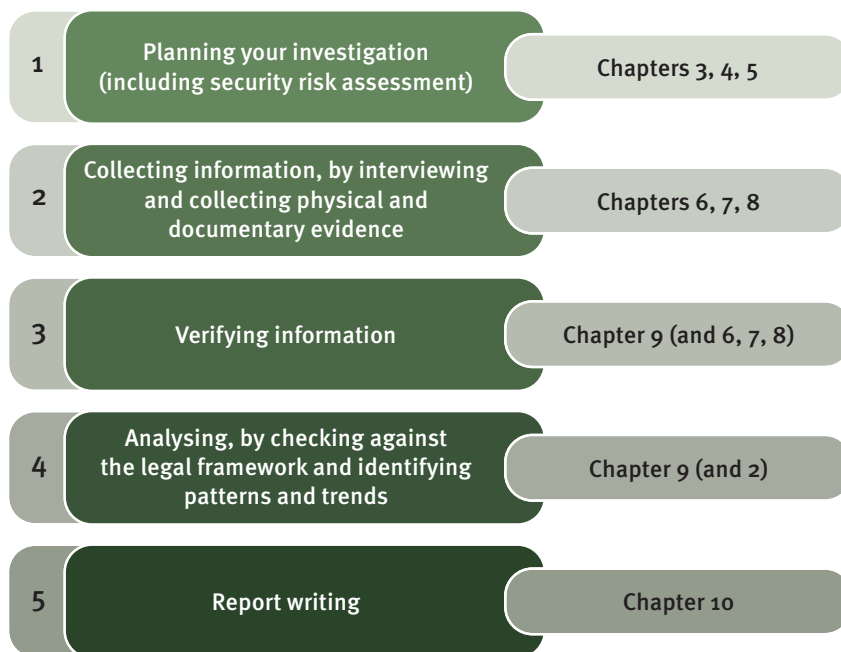 1
Planning your investigation
(including security risk assessment)
Chapters 3, 4, 5
2
Collecting information, by interviewing
and collecting physical and
documentary evidence
Chapters 6, 7, 8
3
Verifying information
Chapter 9 (and 6, 7, 8)
4
Analysing, by checking against
the legal framework and identifying
patterns and trends
Chapter 9 (and 2)
5
Report writing
Chapter 10